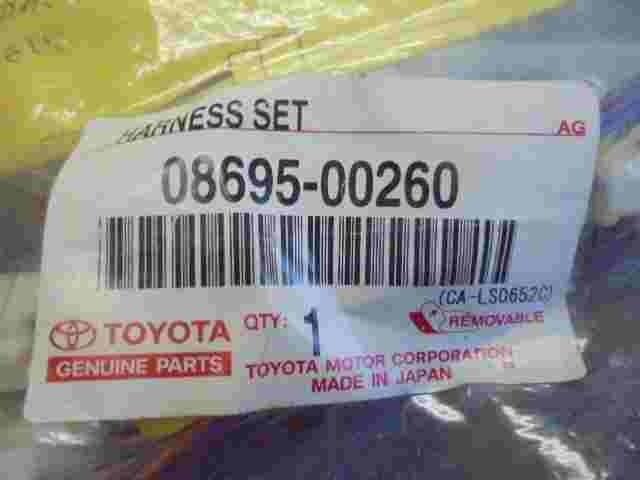 HARNESS SET
AG
08695-00260
(CA-LS0652C)
TOYOTA
QTY: 1
REMOVABLE
GENUINE PARTS
TOYOTA MOTOR CORPORATION
MADE IN JAPAN